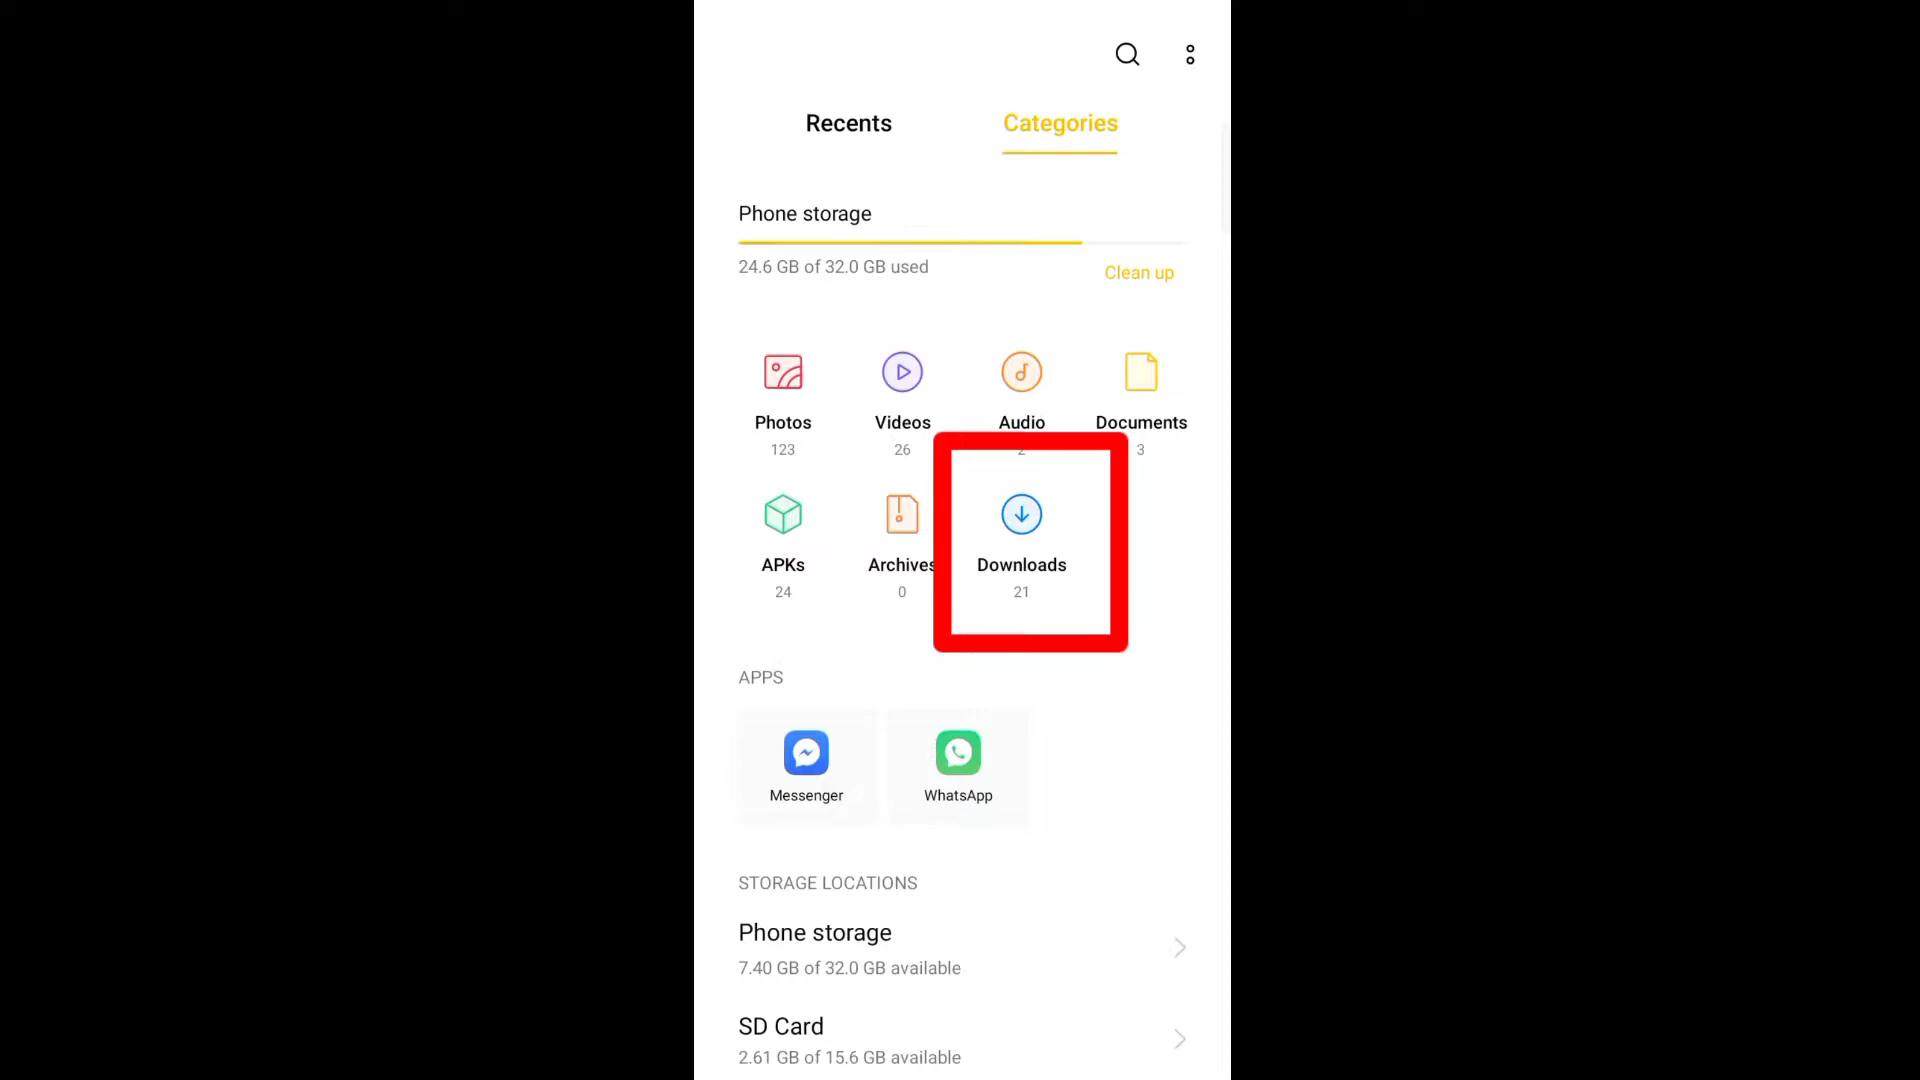 Recents Categories
Phone storage
24.6 GB of 32.0 GB used
Clean up
Photos Videos Audio Documents
123 26 2 3
APKs Archives Downloads
24 0 21
APPS
Messenger WhatsApp
STORAGE LOCATIONS
Phone storage
7.40 GB of 32.0 GB available
SD Card
2.61 GB of 15.6 GB available